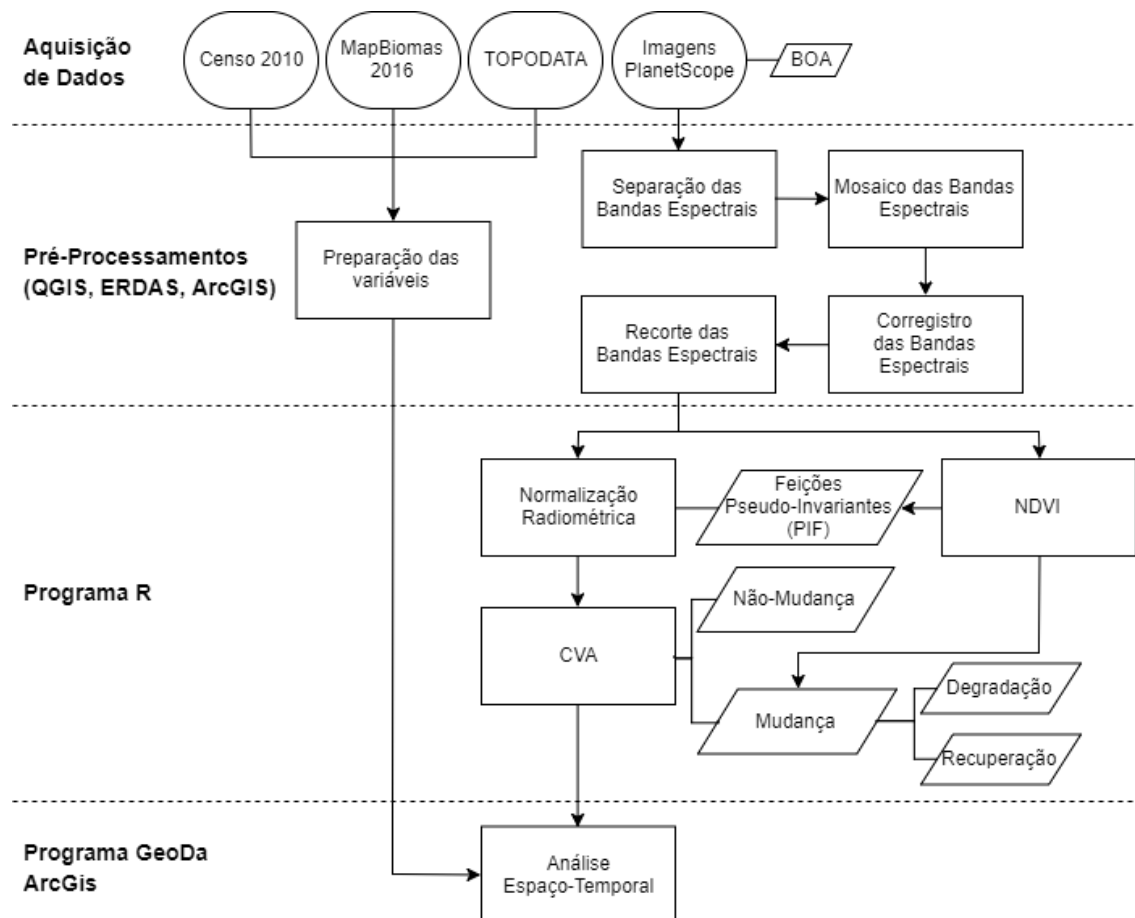 Aquisição
de Dados
Censo 2010
MapBiomas
2016
TOPODATA
Imagens
PlanetScope
BOA
Pré-Processamentos
(QGIS, ERDAS, ArcGIS)
Preparação das
variáveis
Separação das
Bandas Espectrais
Mosaico das Bandas
Espectrais
Recorte das
Bandas Espectrais
Corregistro
das Bandas
Espectrais
Programa R
Normalização
Radiométrica
Feições
Pseudo-Invariantes
(PIF)
NDVI
CVA
Não-Mudança
Mudança
Degradação
Recuperação
Programa GeoDa
ArcGis
Análise
Espaço-Temporal